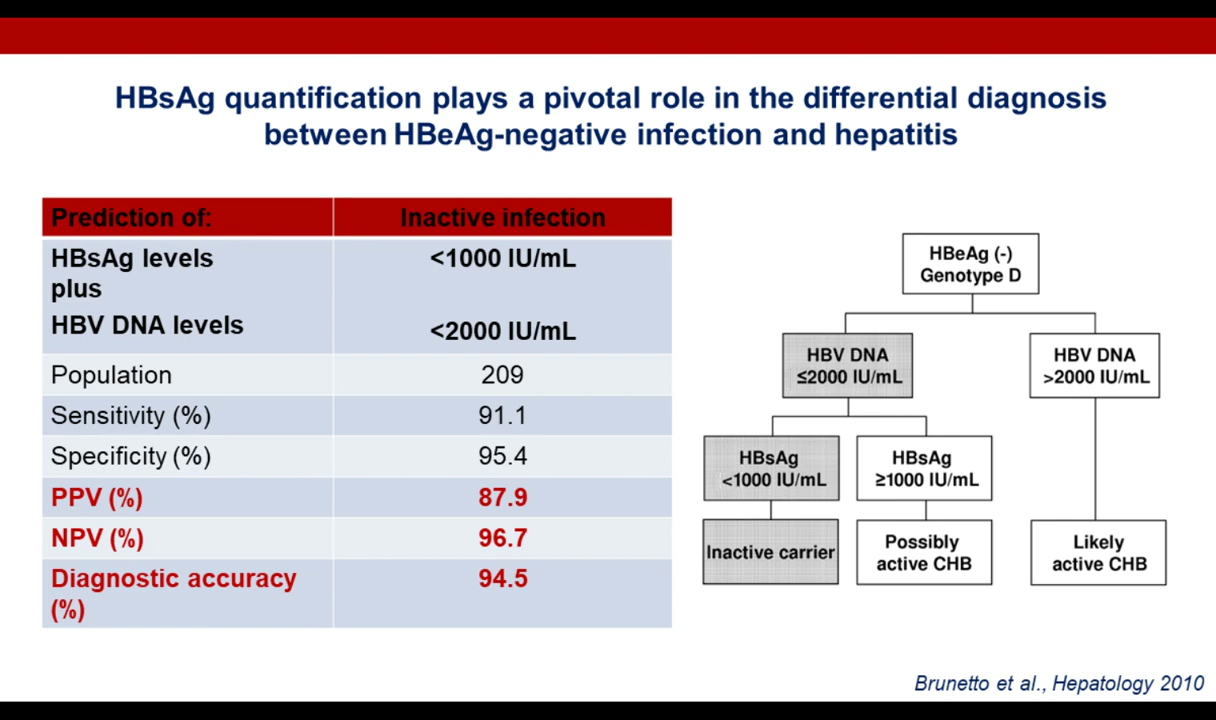 HBsAg quantification plays a pivotal role in the differential diagnosis
between HBeAg-negative infection and hepatitis
Prediction of: Inactive infection
HBsAg levels <1000 IU/mL
plus
HBV DNA levels <2000 IU/mL
Population 209
Sensitivity (%) 91.1
Specificity (%) 95.4
PPV (%) 87.9
NPV (%) 96.7
Diagnostic accuracy 94.5
(%)
HBeAg (-)
Genotype D
HBV DNA
≤2000 IU/mL
HBV DNA
>2000 IU/mL
HBsAg
<1000 IU/mL
HBsAg
≥1000 IU/mL
Inactive carrier
Possibly
active CHB
Likely
active CHB
Brunetto et al., Hepatology 2010